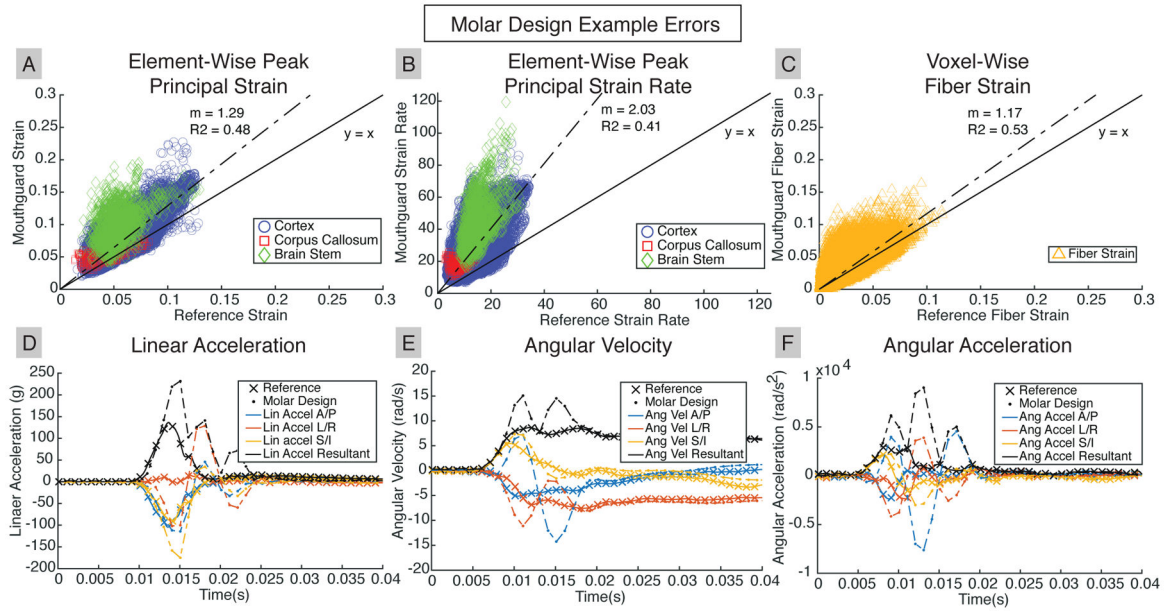 Molar Design Example Errors
A
Element-Wise Peak
Principal Strain
m = 1.29
R2 = 0.48
y = x
Mouthguard Strain
0.3
0.25
0.2
0.15
0.1
0.05
0
0
0.05
0.1
0.15
0.2
0.25
0.3
Reference Strain
Cortex
Corpus Callosum
Brain Stem
B
Element-Wise Peak
Principal Strain Rate
m = 2.03
R2 = 0.41
y = x
Mouthguard Strain Rate
120
100
80
60
40
20
0
0
20
40
60
80
100
120
Reference Strain Rate
Cortex
Corpus Callosum
Brain Stem
C
Voxel-Wise
Fiber Strain
m = 1.17
R2 = 0.53
y = x
Mouthguard Fiber Strain
0.3
0.25
0.2
0.15
0.1
0.05
0
0
0.05
0.1
0.15
0.2
0.25
0.3
Reference Fiber Strain
Fiber Strain
D
Linear Acceleration
Linaer Acceleration (g)
250
200
150
100
50
0
-50
-100
-150
-200
0
0.005
0.01
0.015
0.02
0.025
0.03
0.035
0.04
Time(s)
Reference
Molar Design
Lin Accel A/P
Lin Accel L/R
Lin accel S/I
Lin Accel Resultant
E
Angular Velocity
Angular Velocity (rad/s)
20
15
10
5
0
-5
-10
-15
-20
0
0.005
0.01
0.015
0.02
0.025
0.03
0.035
0.04
Time(s)
Reference
Molar Design
Ang Vel A/P
Ang Vel L/R
Ang Vel S/I
Ang Vel Resultant
F
Angular Acceleration
Angular Acceleration (rad/s²)
1 x10⁴
0.5
0
-0.5
-1
0
0.005
0.01
0.015
0.02
0.025
0.03
0.035
0.04
Time(s)
Reference
Molar Design
Ang Accel A/P
Ang Accel L/R
Ang Accel S/I
Ang Accel Resultant